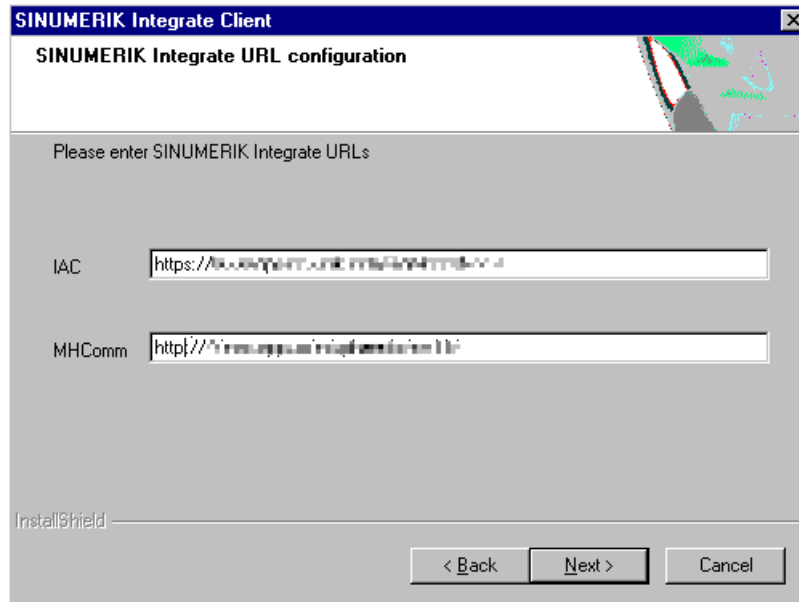 SINUMERIK Integrate Client
SINUMERIK Integrate URL configuration
Please enter SINUMERIK Integrate URLs
IAC https://
MHComm http://
InstallShield
< Back Next > Cancel